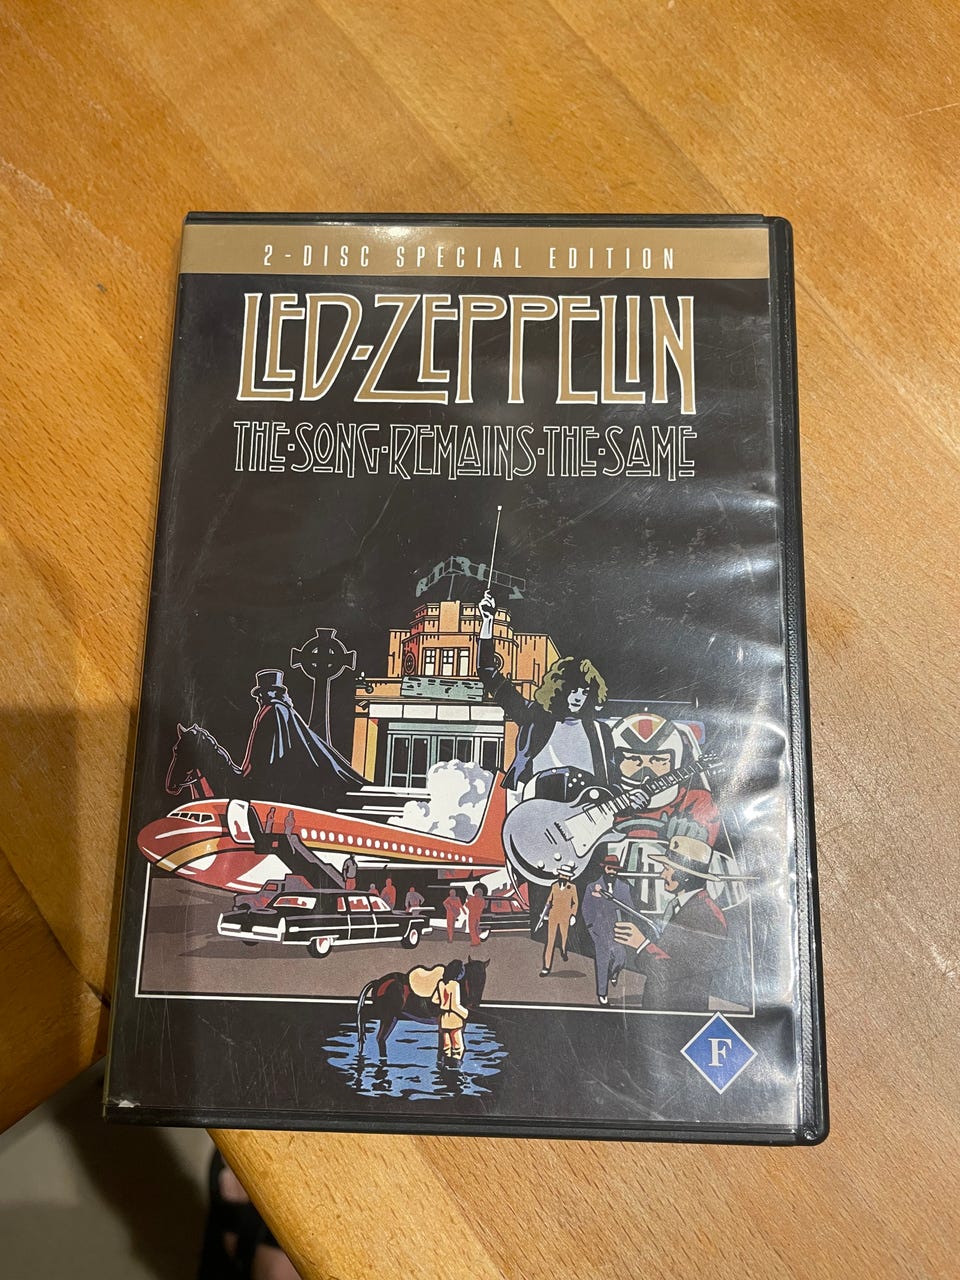 2-DISC SPECIAL EDITION
LED·ZEPPELIN
THE·SONG·REMAINS·THE·SAME
F